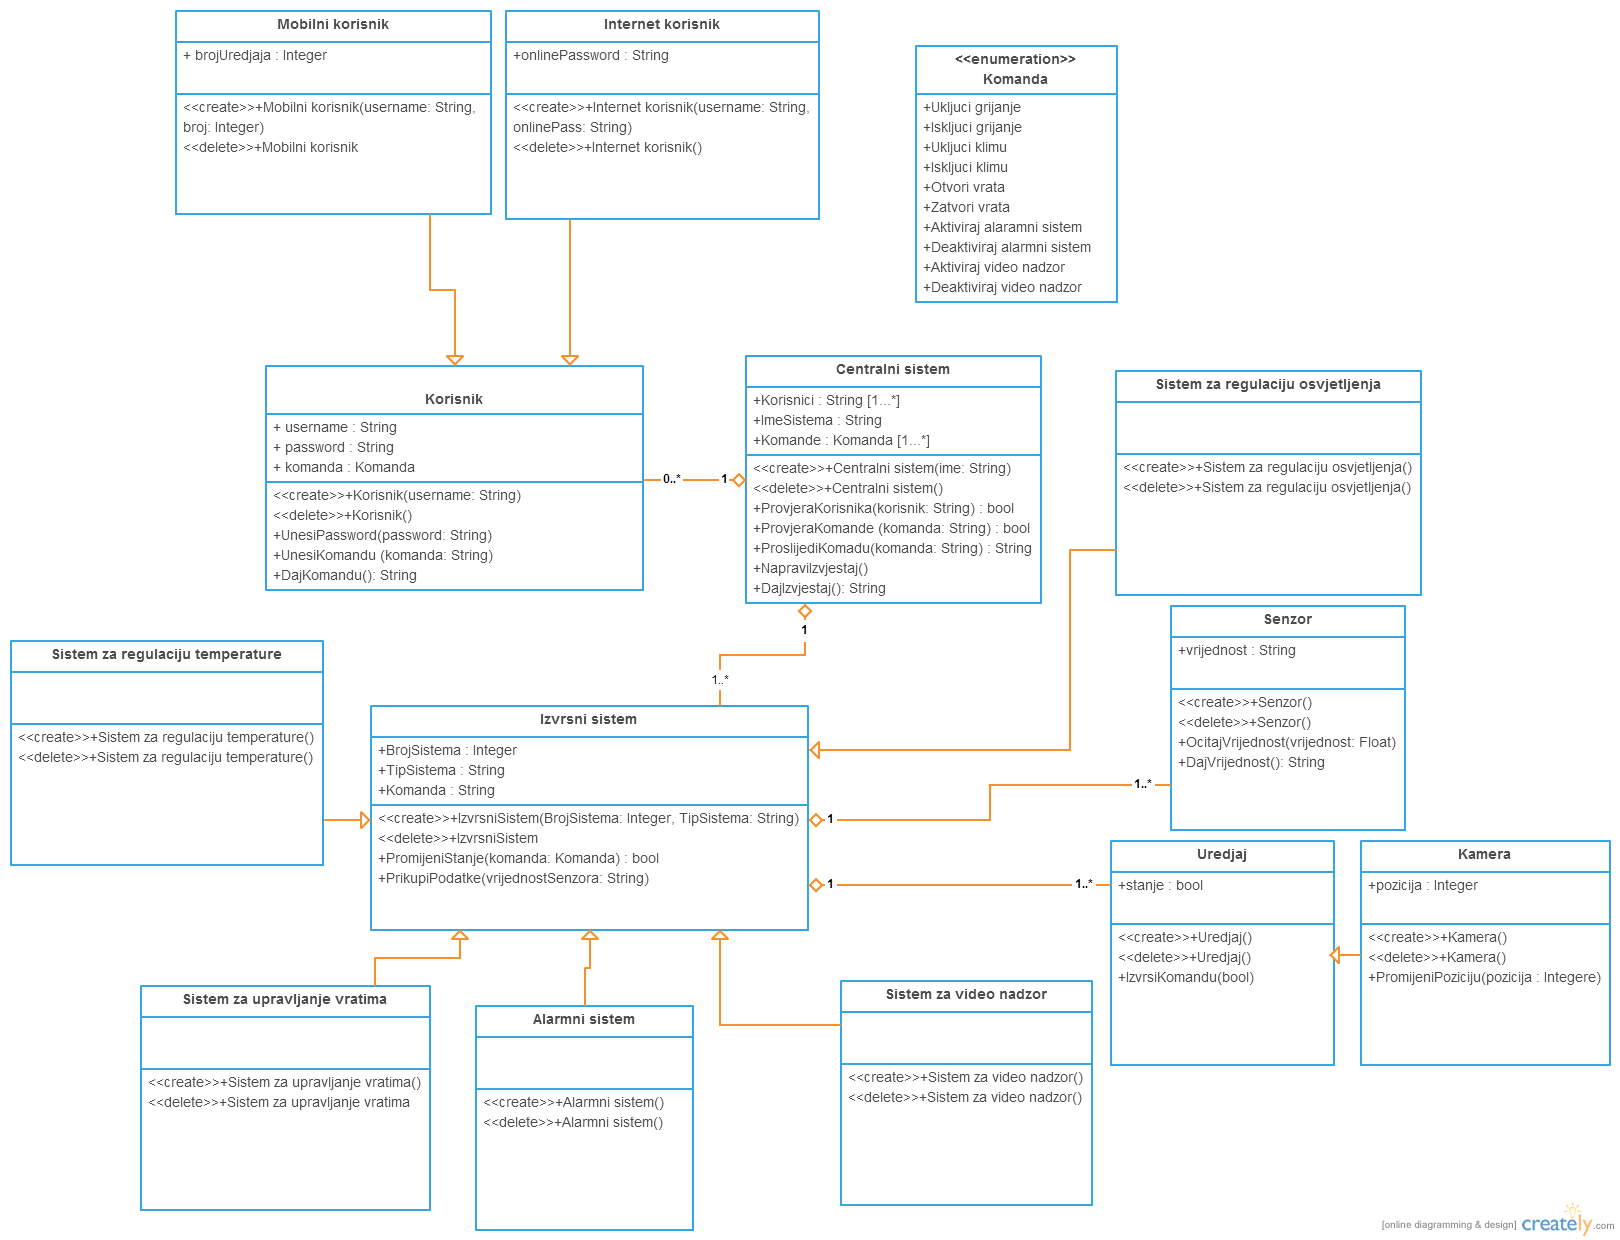 Mobilni korisnik
+ brojUredjaja : Integer
<<create>>+Mobilni korisnik(username: String,
broj: Integer)
<<delete>>+Mobilni korisnik
Internet korisnik
+onlinePassword : String
<<create>>+Internet korisnik(username: String,
onlinePass: String)
<<delete>>+Internet korisnik()
<<enumeration>>
Komanda
+Ukljuci grijanje
+Iskljuci grijanje
+Ukljuci klimu
+Iskljuci klimu
+Otvori vrata
+Zatvori vrata
+Aktiviraj alaramni sistem
+Deaktiviraj alarmni sistem
+Aktiviraj video nadzor
+Deaktiviraj video nadzor
Korisnik
+ username : String
+ password : String
+ komanda : Komanda
<<create>>+Korisnik(username: String)
<<delete>>+Korisnik()
+UnesiPassword(password: String)
+UnesiKomandu (komanda: String)
+DajKomandu(): String
0..*
1
Centralni sistem
+Korisnici : String [1...*]
+ImeSistema : String
+Komande : Komanda [1...*]
<<create>>+Centralni sistem(ime: String)
<<delete>>+Centralni sistem()
+ProvjeraKorisnika(korisnik: String) : bool
+ProvjeraKomande (komanda: String) : bool
+ProslijediKomadu(komanda: String) : String
+NapraviIzvjestaj()
+DajIzvjestaj(): String
1
1..*
Sistem za regulaciju osvjetljenja
<<create>>+Sistem za regulaciju osvjetljenja()
<<delete>>+Sistem za regulaciju osvjetljenja()
Senzor
+vrijednost : String
<<create>>+Senzor()
<<delete>>+Senzor()
+OcitajVrijednost(vrijednost: Float)
+DajVrijednost(): String
Sistem za regulaciju temperature
<<create>>+Sistem za regulaciju temperature()
<<delete>>+Sistem za regulaciju temperature()
Izvrsni sistem
+BrojSistema : Integer
+TipSistema : String
+Komanda : String
<<create>>+IzvrsniSistem(BrojSistema: Integer, TipSistema: String)
<<delete>>+IzvrsniSistem
+PromijeniStanje(komanda: Komanda) : bool
+PrikupiPodatke(vrijednostSenzora: String)
1
1..*
1
1..*
Uredjaj
+stanje : bool
<<create>>+Uredjaj()
<<delete>>+Uredjaj()
+IzvrsiKomandu(bool)
Kamera
+pozicija : Integer
<<create>>+Kamera()
<<delete>>+Kamera()
+PromijeniPoziciju(pozicija : Integere)
Sistem za upravljanje vratima
<<create>>+Sistem za upravljanje vratima()
<<delete>>+Sistem za upravljanje vratima
Alarmni sistem
<<create>>+Alarmni sistem()
<<delete>>+Alarmni sistem()
Sistem za video nadzor
<<create>>+Sistem za video nadzor()
<<delete>>+Sistem za video nadzor()
[online diagramming & design] creately.com